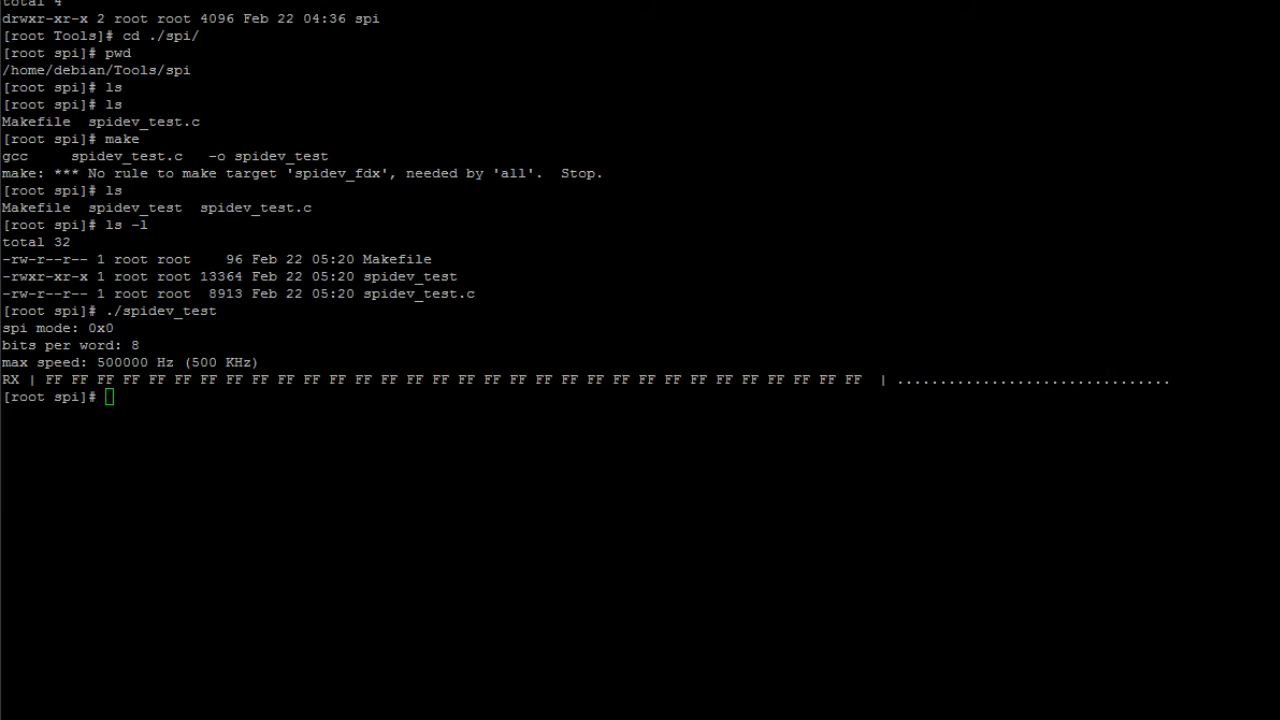 total 4
drwxr-xr-x 2 root root 4096 Feb 22 04:36 spi
[root Tools]# cd ./spi/
[root spi]# pwd
/home/debian/Tools/spi
[root spi]# ls
[root spi]# ls
Makefile  spidev_test.c
[root spi]# make
gcc     spidev_test.c   -o spidev_test
make: *** No rule to make target 'spidev_fdx', needed by 'all'.  Stop.
[root spi]# ls
Makefile  spidev_test  spidev_test.c
[root spi]# ls -l
total 32
-rw-r--r-- 1 root root    96 Feb 22 05:20 Makefile
-rwxr-xr-x 1 root root 13364 Feb 22 05:20 spidev_test
-rw-r--r-- 1 root root  8913 Feb 22 05:20 spidev_test.c
[root spi]# ./spidev_test
spi mode: 0x0
bits per word: 8
max speed: 500000 Hz (500 KHz)
RX | FF FF FF FF FF FF FF FF FF FF FF FF FF FF FF FF FF FF FF FF FF FF FF FF FF FF FF FF FF FF FF FF  | ................................
[root spi]#